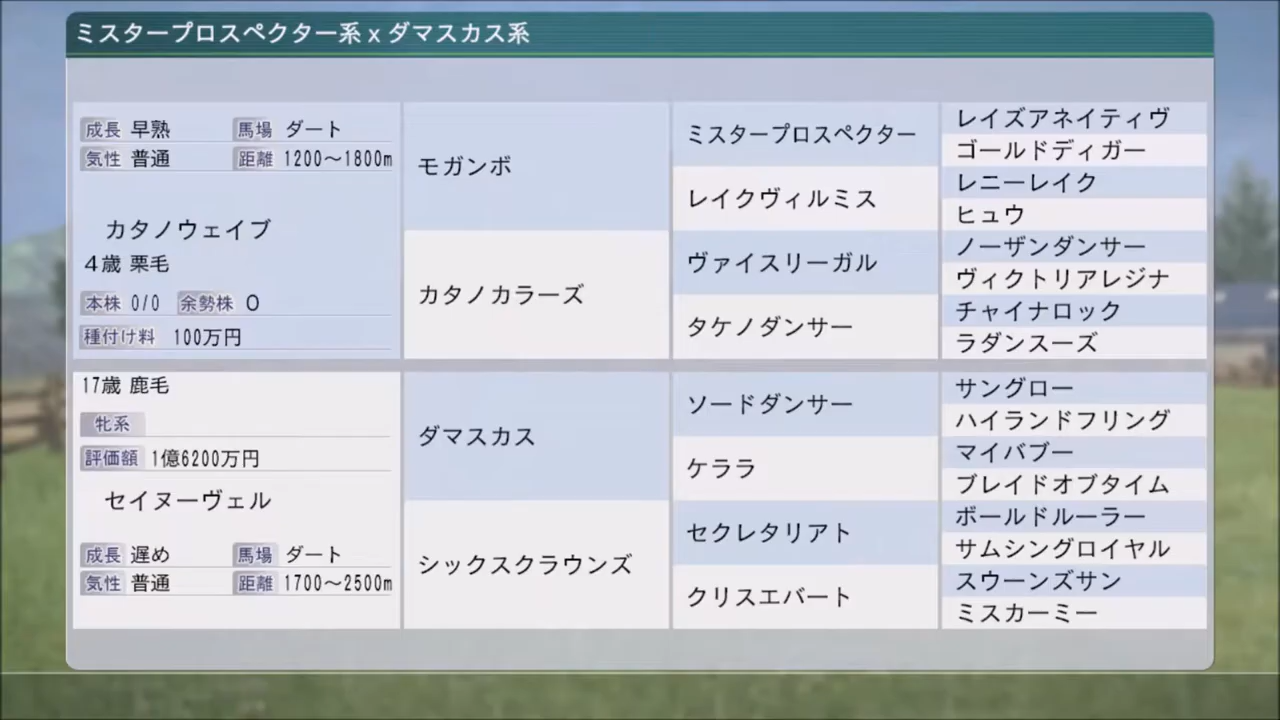 ミスタープロスペクター系 x ダマスカス系
成長 早熟 馬場 ダート
気性 普通 距離 1200～1800m
カタノウェイブ
4歳 栗毛
本株 0/0 余勢株 0
種付け料 100万円
モガンボ
カタノカラーズ
ミスタープロスペクター
レイクヴィルミス
ヴァイスリーガル
タケノダンサー
レイズアネイティヴ
ゴールドディガー
レニーレイク
ヒュウ
ノーザンダンサー
ヴィクトリアレジナ
チャイナロック
ラダンスーズ
17歳 鹿毛
牝系
評価額 1億6200万円
セイヌーヴェル
成長 遅め 馬場 ダート
気性 普通 距離 1700～2500m
ダマスカス
シックスクラウンズ
ソードダンサー
ケララ
セクレタリアト
クリスエバート
サングロー
ハイランドフリング
マイバブー
ブレイドオブタイム
ボールドルーラー
サムシングロイヤル
スウーンズサン
ミスカーミー